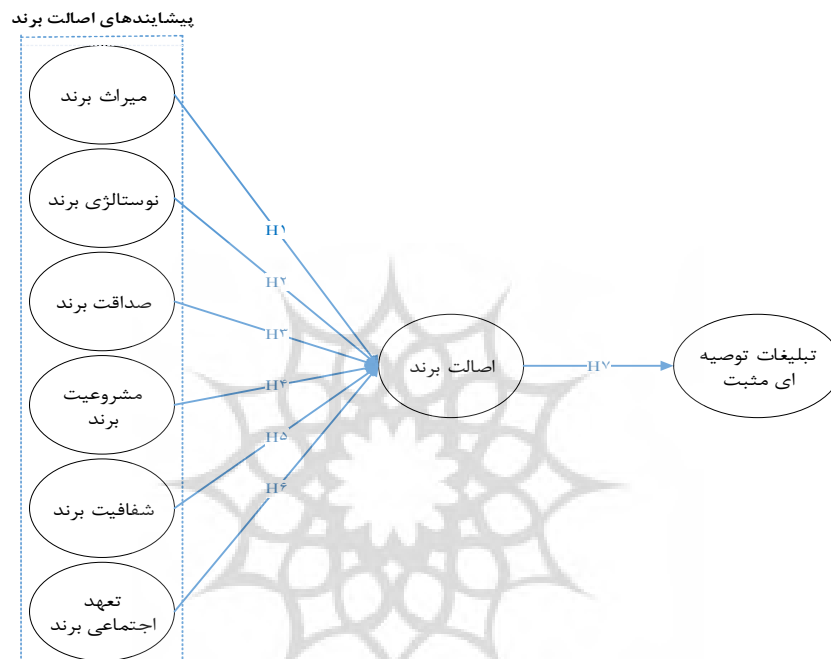 پیشایندهای اصالت برند
میراث برند
نوستالژی برند
صداقت برند
مشروعیت
برند
شفافیت برند
تعهد
اجتماعی برند
H۱
H۲
H۳
H۴
H۵
H۶
اصالت برند
H۷
تبلیغات توصیه
ای مثبت